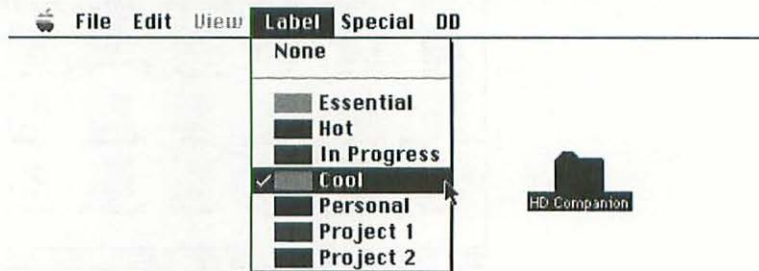 File Edit View Label Special DD
None
Essential
Hot
In Progress
Cool
Personal
Project 1
Project 2
HD Companion